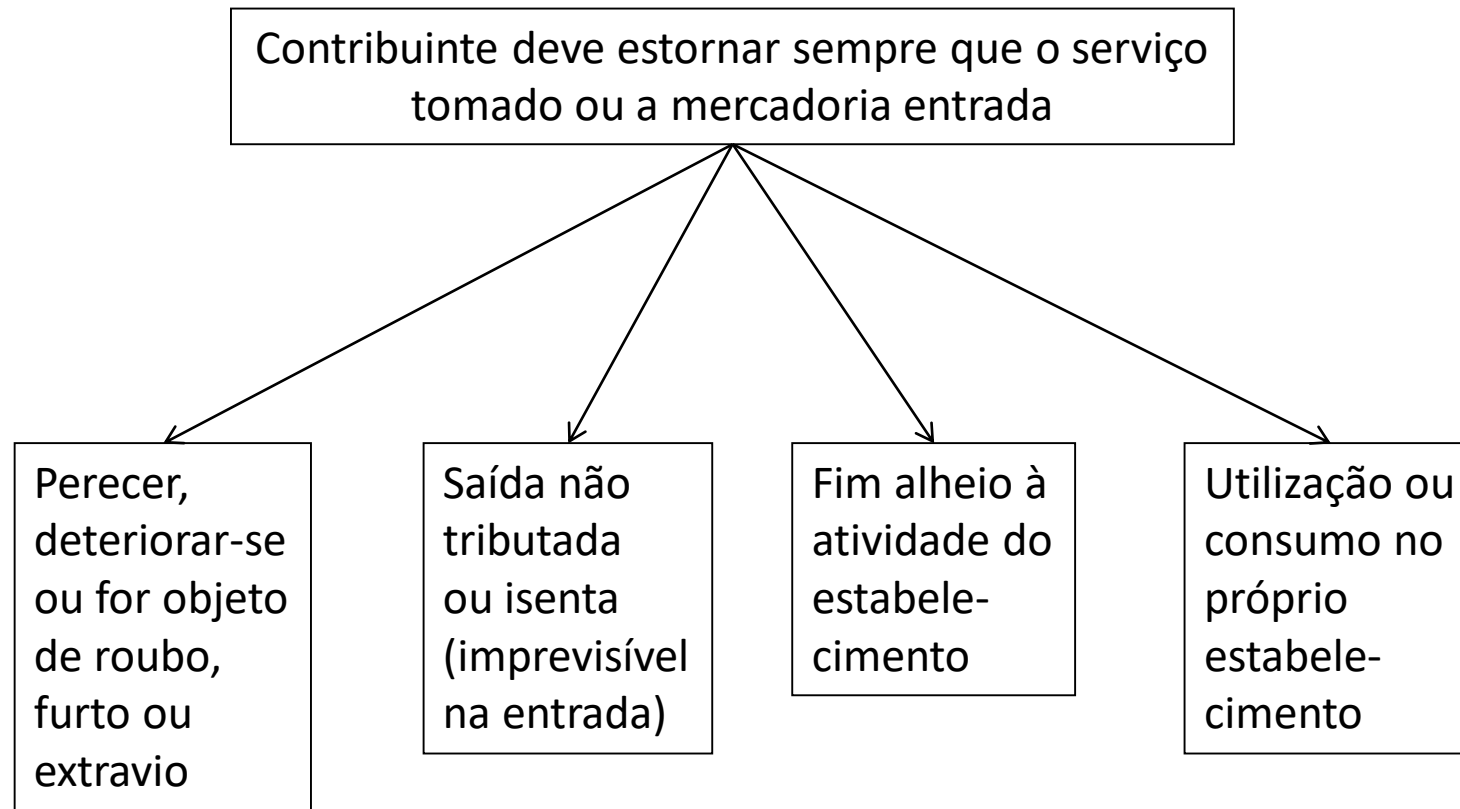 Contribuinte deve estornar sempre que o serviço
tomado ou a mercadoria entrada
Perecer,
deteriorar-se
ou for objeto
de roubo,
furto ou
extravio
Saída não
tributada
ou isenta
(imprevisível
na entrada)
Fim alheio à
atividade do
estabele-
cimento
Utilização ou
consumo no
próprio
estabele-
cimento